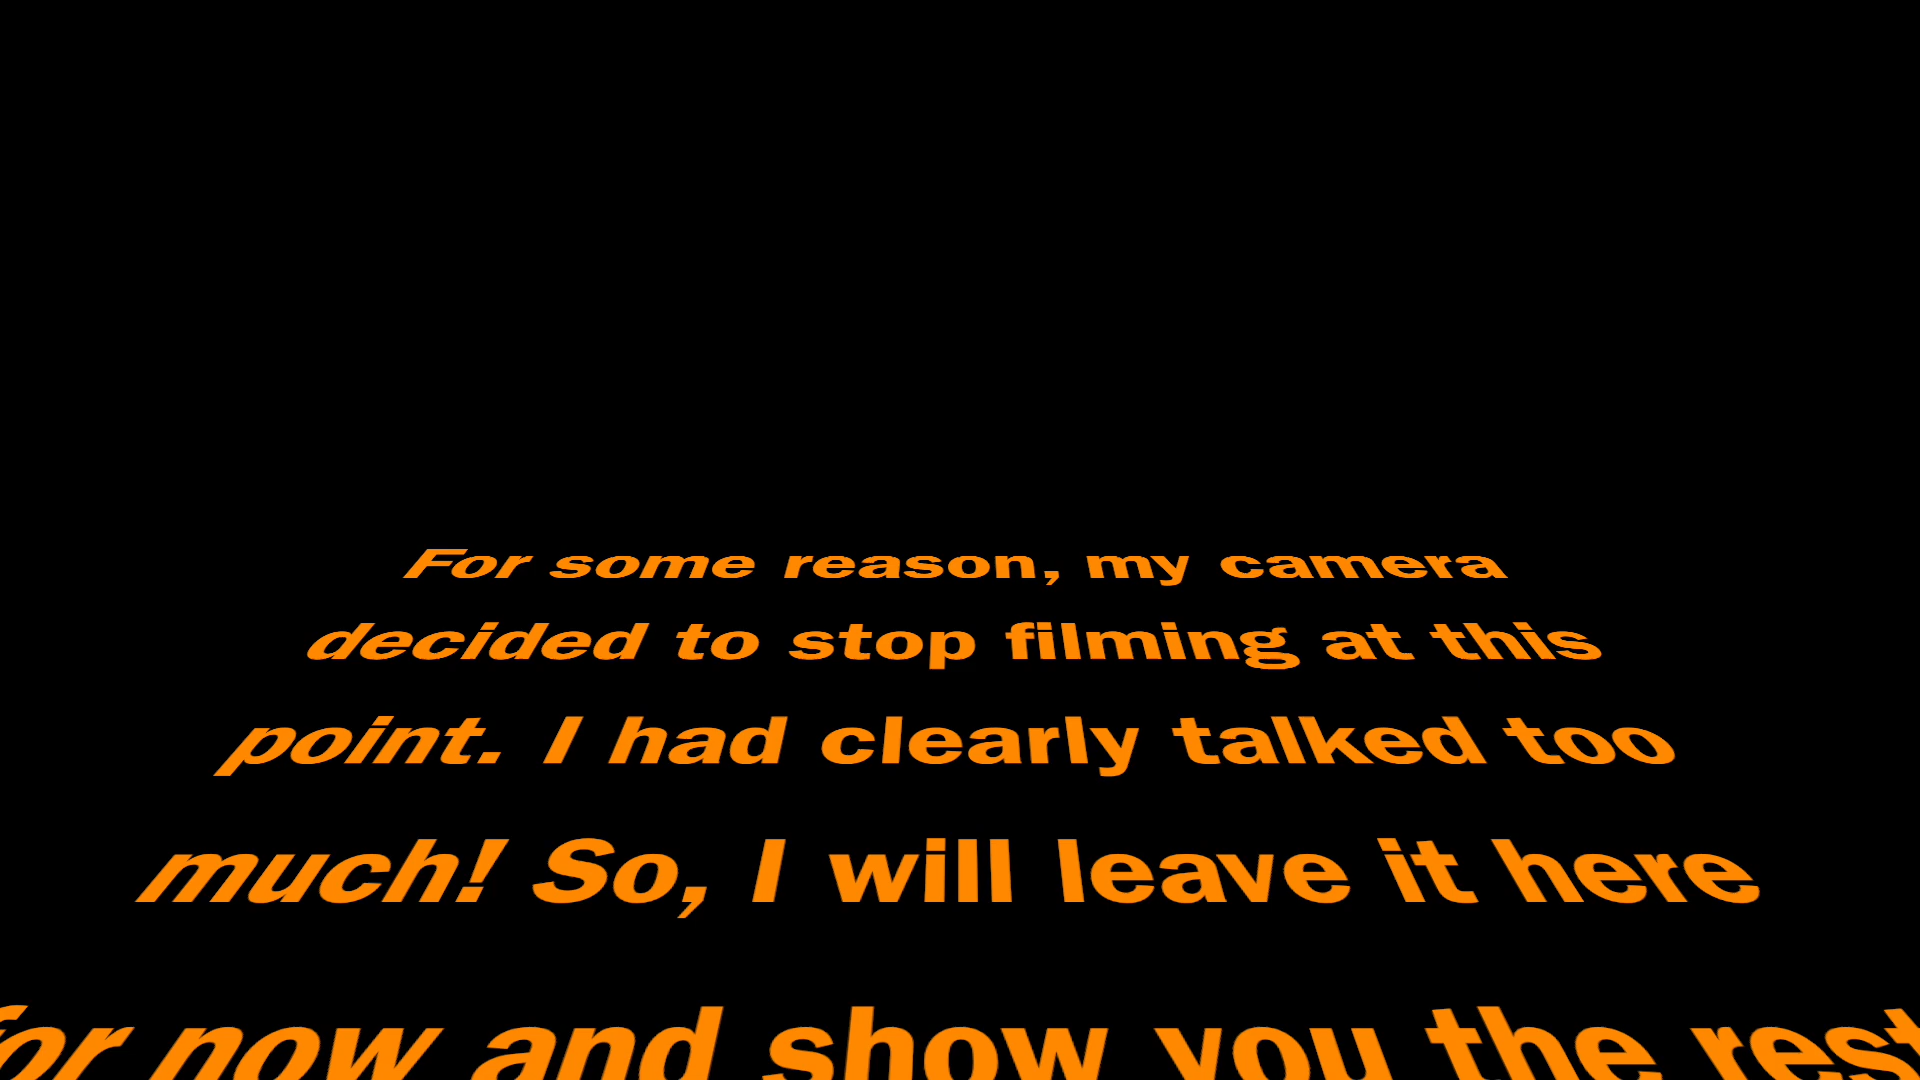 For some reason, my camera
decided to stop filming at this
point. I had clearly talked too
much! So, I will leave it here
for now and show you the rest